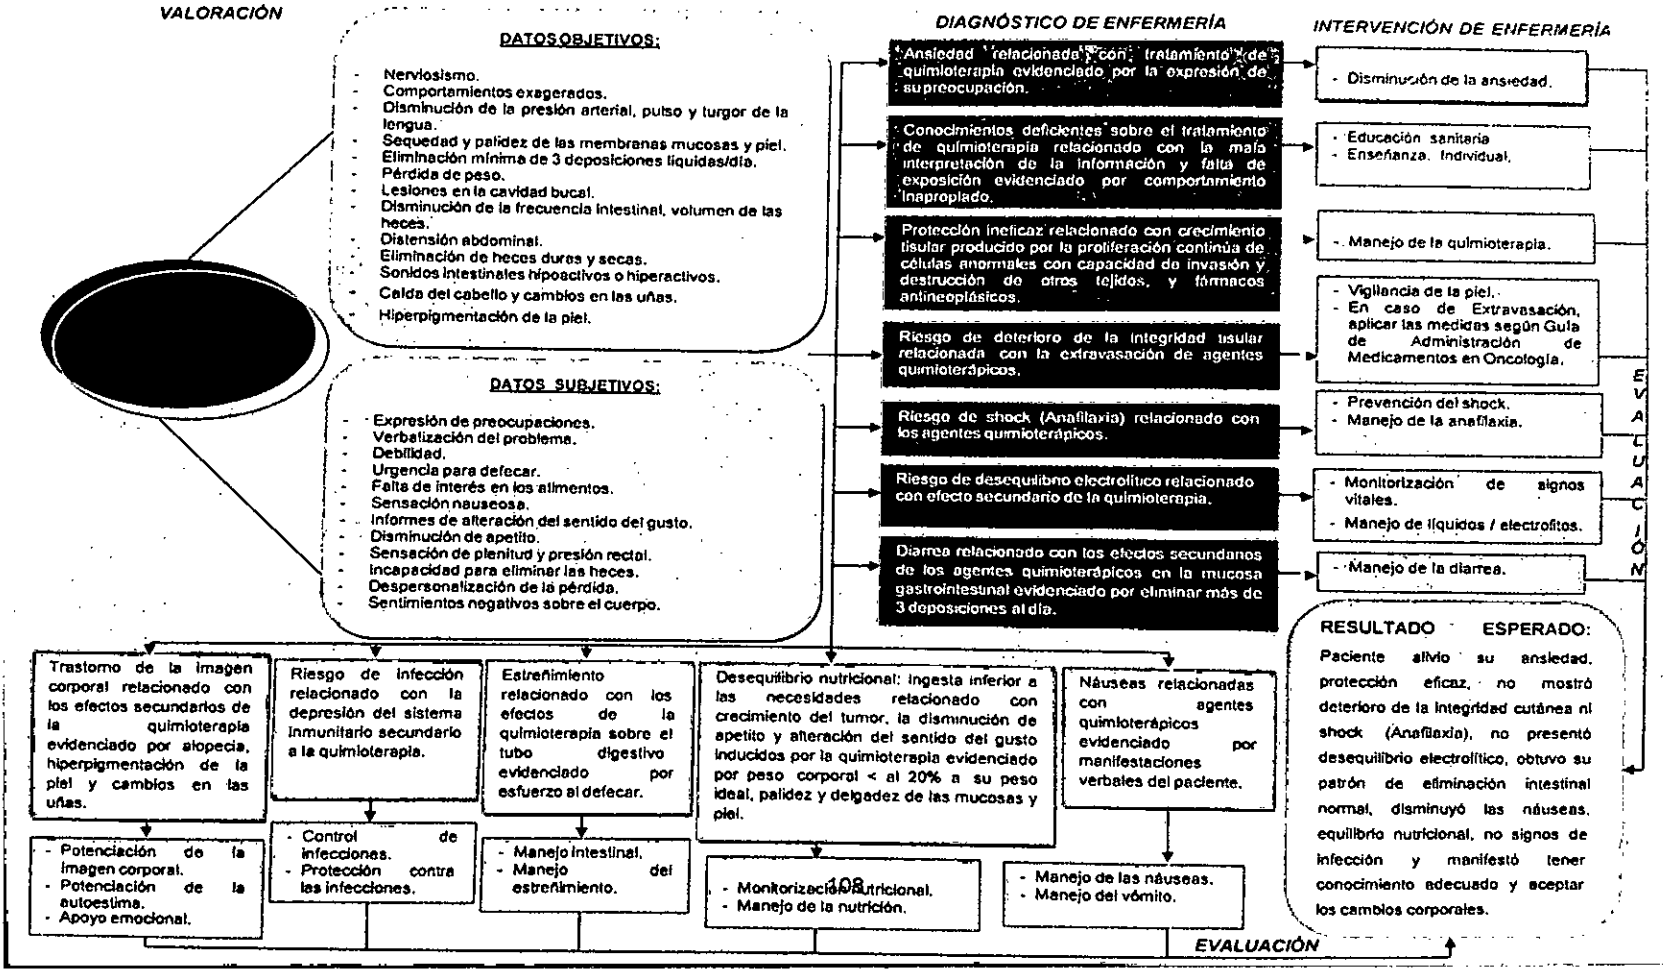 VALORACIÓN
DATOS OBJETIVOS:
- Nerviosismo.
- Comportamientos exagerados.
- Disminución de la presión arterial, pulso y turgor de la
lengua.
- Sequedad y palidez de las membranas mucosas y piel.
- Eliminación mínima de 3 deposiciones líquidas/día.
- Pérdida de peso.
- Lesiones en la cavidad bucal.
- Disminución de la frecuencia intestinal, volumen de las
heces.
- Distensión abdominal.
- Eliminación de heces duras y secas.
- Sonidos intestinales hipoactivos o hiperactivos.
- Caída del cabello y cambios en las uñas.
- Hiperpigmentación de la piel.
DATOS SUBJETIVOS:
- Expresión de preocupaciones.
- Verbalización del problema.
- Debilidad.
- Urgencia para defecar.
- Falta de interés en los alimentos.
- Sensación nauseosa.
- Informes de alteración del sentido del gusto.
- Disminución de apetito.
- Sensación de plenitud y presión rectal.
- Incapacidad para eliminar las heces.
- Despersonalización de la pérdida.
- Sentimientos negativos sobre el cuerpo.
DIAGNÓSTICO DE ENFERMERÍA
Ansiedad relacionada con tratamiento de
quimioterapia evidenciado por la expresión de
su preocupación.
Conocimientos deficientes sobre el tratamiento
de quimioterapia relacionado con la mala
interpretación de la información y falta de
exposición evidenciado por comportamiento
inapropiado.
Protección ineficaz relacionado con crecimiento
tisular producido por la proliferación continúa de
células anormales con capacidad de invasión y
destrucción de otros tejidos, y fármacos
antineoplásicos.
Riesgo de deterioro de la integridad tisular
relacionada con la extravasación de agentes
quimioterápicos.
Riesgo de shock (Anafilaxia) relacionado con
los agentes quimioterápicos.
Riesgo de desequilibro electrolítico relacionado
con efecto secundario de la quimioterapia.
Diarrea relacionado con los efectos secundarios
de los agentes quimioterápicos en la mucosa
gastrointestinal evidenciado por eliminar más de
3 deposiciones al día.
INTERVENCIÓN DE ENFERMERÍA
- Disminución de la ansiedad.
- Educación sanitaria
- Enseñanza. Individual.
- Manejo de la quimioterapia.
- Vigilancia de la piel.
- En caso de Extravasación,
aplicar las medidas según Guía
de Administración de
Medicamentos en Oncología.
- Prevención del shock.
- Manejo de la anafilaxia.
- Monitorización de signos
vitales.
- Manejo de líquidos / electrolitos.
- Manejo de la diarrea.
EVALUACIÓN
Trastorno de la imagen
corporal relacionado con
los efectos secundarios de
la quimioterapia
evidenciado por alopecia,
hiperpigmentación de la
piel y cambios en las
uñas.
- Potenciación de la
imagen corporal.
- Potenciación de la
autoestima.
- Apoyo emocional.
Riesgo de infección
relacionado con la
depresión del sistema
inmunitario secundario
a la quimioterapia.
- Control de
infecciones.
- Protección contra
las infecciones.
Estreñimiento
relacionado con los
efectos de la
quimioterapia sobre el
tubo digestivo
evidenciado por
esfuerzo al defecar.
- Manejo intestinal.
- Manejo del
estreñimiento.
Desequilibrio nutricional: ingesta inferior a
las necesidades relacionado con
crecimiento del tumor, la disminución de
apetito y alteración del sentido del gusto
inducidos por la quimioterapia evidenciado
por peso corporal < al 20% a su peso
ideal, palidez y delgadez de las mucosas y
piel.
- Monitorización nutricional.
- Manejo de la nutrición.
108
Náuseas relacionadas
con agentes
quimioterápicos
evidenciado por
manifestaciones
verbales del paciente.
- Manejo de las náuseas.
- Manejo del vómito.
RESULTADO ESPERADO:
Paciente alivio su ansiedad.
protección eficaz, no mostró
deterioro de la integridad cutánea ni
shock (Anafilaxia), no presentó
desequilibrio electrolítico, obtuvo su
patrón de eliminación intestinal
normal, disminuyó las náuseas,
equilibrio nutricional, no signos de
infección y manifestó tener
conocimiento adecuado y aceptar
los cambios corporales.
EVALUACIÓN